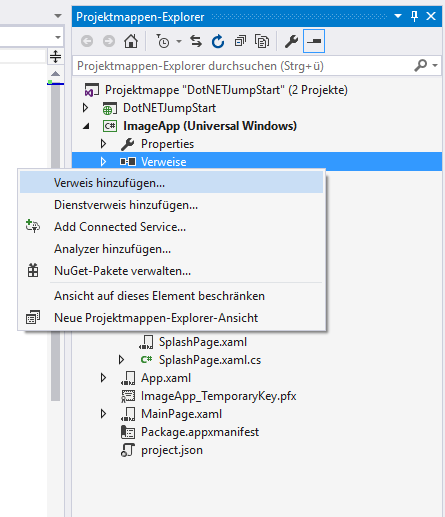 Projektmappen-Explorer
Projektmappen-Explorer durchsuchen (Strg+ü)
Projektmappe "DotNETJumpStart" (2 Projekte)
DotNETJumpStart
C# ImageApp (Universal Windows)
Properties
Verweise
Verweis hinzufügen...
Dienstverweis hinzufügen...
Add Connected Service...
Analyzer hinzufügen...
NuGet-Pakete verwalten...
Ansicht auf dieses Element beschränken
Neue Projektmappen-Explorer-Ansicht
SplashPage.xaml
C# SplashPage.xaml.cs
App.xaml
ImageApp_TemporaryKey.pfx
MainPage.xaml
Package.appxmanifest
project.json